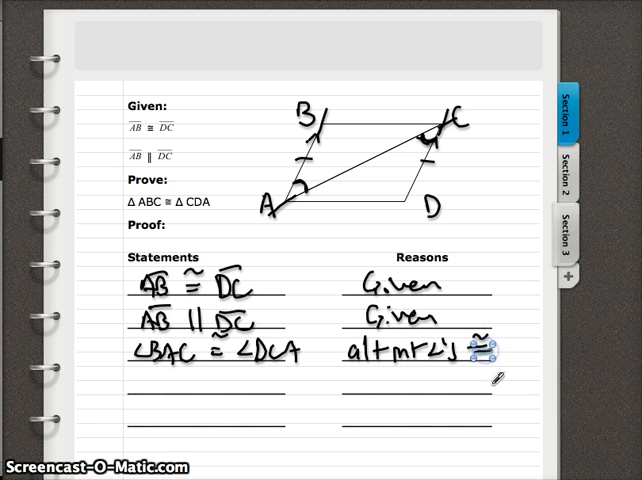 Given:
AB ≅ DC
AB ∥ DC
Prove:
Δ ABC ≅ Δ CDA
Proof:
B
C
A
D
Statements
Reasons
AB ≅ DC
Given
AB || DC
Given
∠BAC ≅ ∠DCA
alt int ∠'s ≅
Section 1
Section 2
Section 3
+
Screencast-O-Matic.com